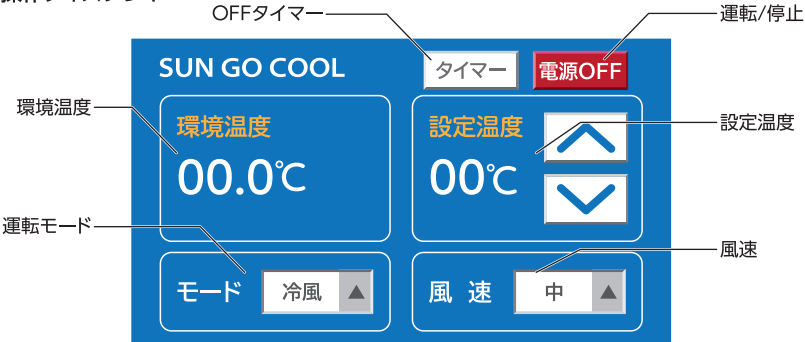 OFFタイマー
運転/停止
SUN GO COOL
タイマー
電源OFF
環境温度
環境温度
00.0℃
設定温度
00℃
設定温度
運転モード
モード
冷風
▲
風 速
中
▲
風速